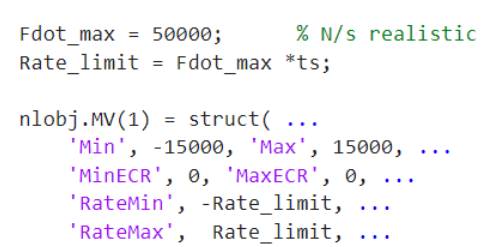 Fdot_max = 50000;       % N/s realistic
Rate_limit = Fdot_max *ts;
nlobj.MV(1) = struct( ...
    'Min', -15000, 'Max', 15000, ...
    'MinECR', 0, 'MaxECR', 0, ...
    'RateMin', -Rate_limit, ...
    'RateMax',  Rate_limit, ...